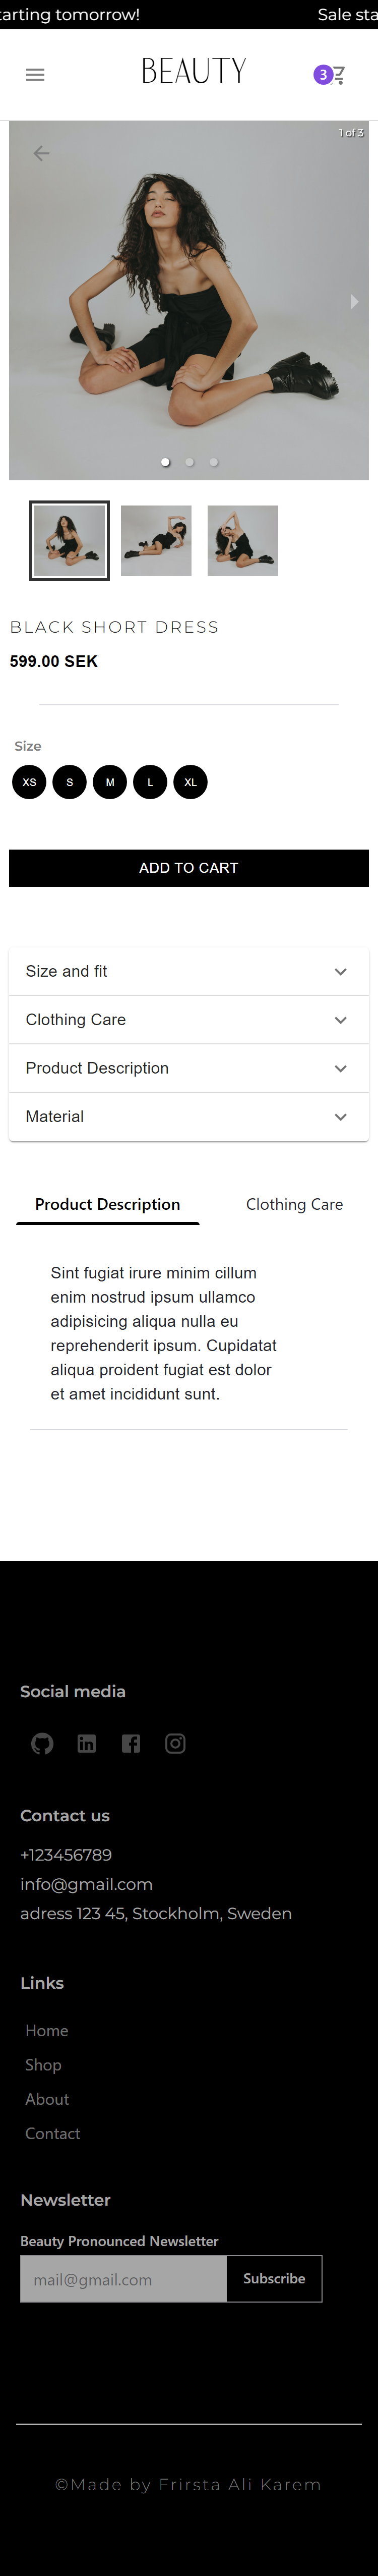 tarting tomorrow! Sale sta
BEAUTY
3
1 of 3
BLACK SHORT DRESS
599.00 SEK
Size
XS S M L XL
ADD TO CART
Size and fit
Clothing Care
Product Description
Material
Product Description Clothing Care
Sint fugiat irure minim cillum
enim nostrud ipsum ullamco
adipisicing aliqua nulla eu
reprehenderit ipsum. Cupidatat
aliqua proident fugiat est dolor
et amet incididunt sunt.
Social media
Contact us
+123456789
info@gmail.com
adress 123 45, Stockholm, Sweden
Links
Home
Shop
About
Contact
Newsletter
Beauty Pronounced Newsletter
mail@gmail.com Subscribe
©Made by Frirsta Ali Karem